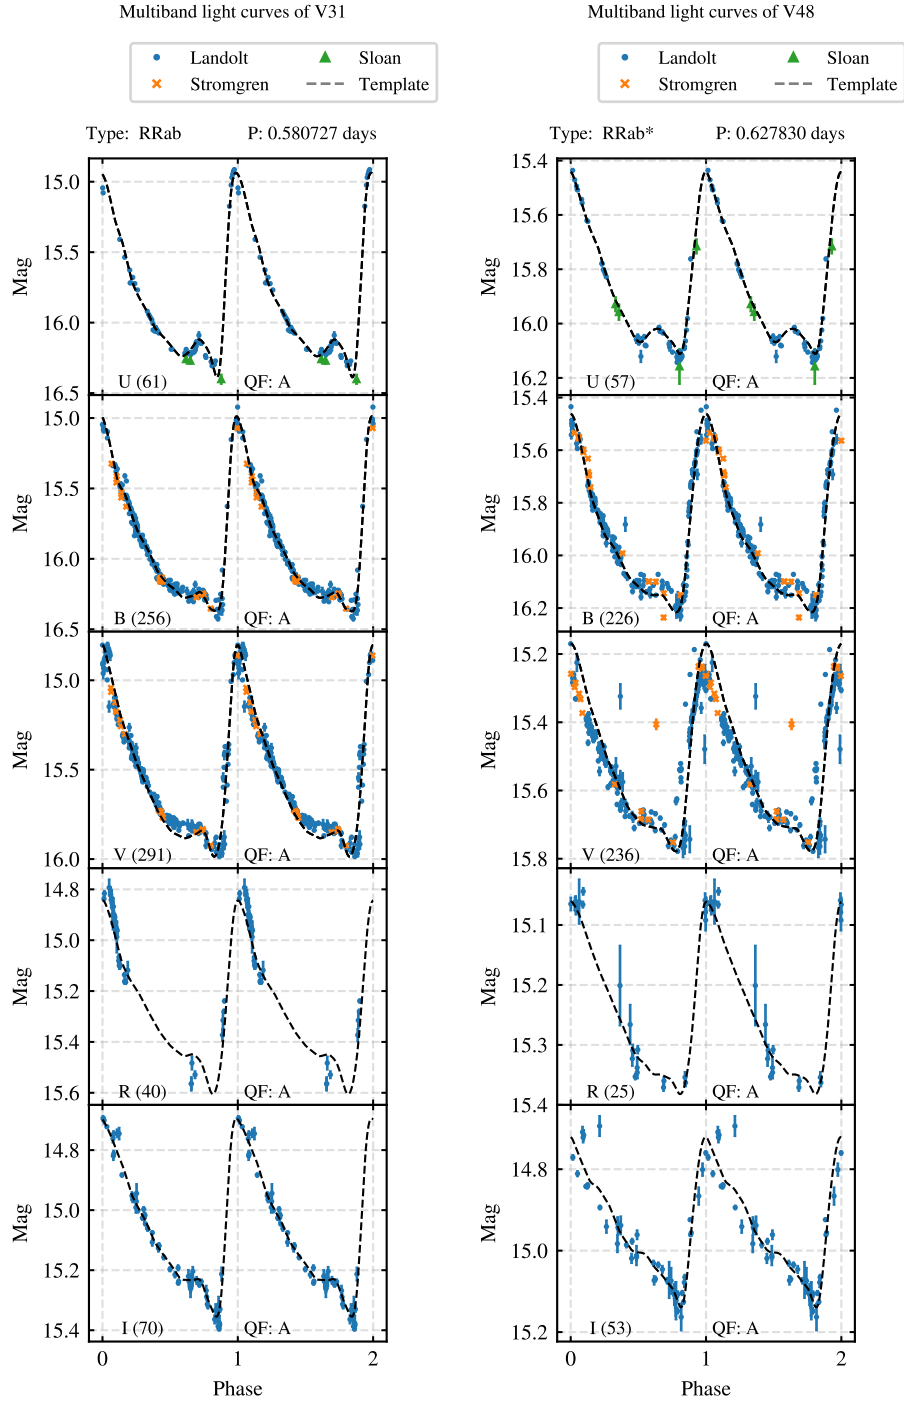 Multiband light curves of V31
Landolt
Stromgren
Sloan
Template
Type: RRab P: 0.580727 days
Mag
15.0
15.5
16.0
16.5
U (61) QF: A
Mag
15.0
15.5
16.0
16.5
B (256) QF: A
Mag
15.0
15.5
16.0
V (291) QF: A
Mag
14.8
15.0
15.2
15.4
15.6
R (40) QF: A
Mag
14.8
15.0
15.2
15.4
I (70) QF: A
0 1 2
Phase
Multiband light curves of V48
Landolt
Stromgren
Sloan
Template
Type: RRab* P: 0.627830 days
Mag
15.4
15.6
15.8
16.0
16.2
U (57) QF: A
Mag
15.4
15.6
15.8
16.0
16.2
B (226) QF: A
Mag
15.2
15.4
15.6
15.8
V (236) QF: A
Mag
15.1
15.2
15.3
15.4
R (25) QF: A
Mag
14.8
15.0
15.2
I (53) QF: A
0 1 2
Phase